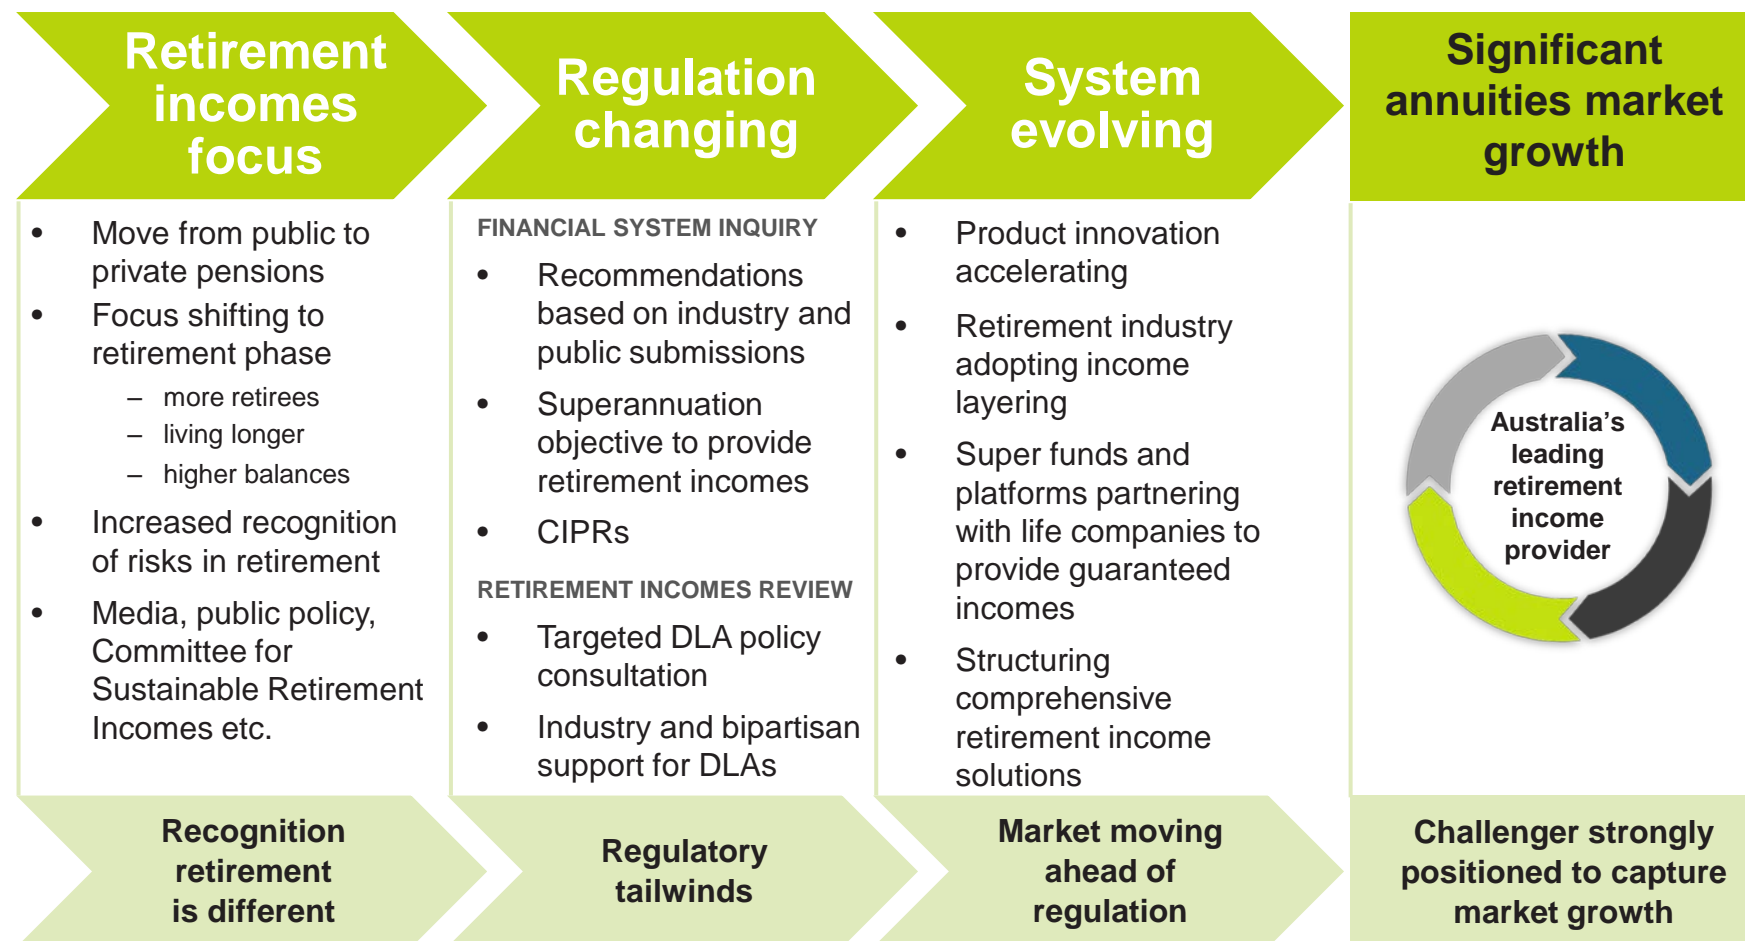 Retirement
incomes
focus
• Move from public to
private pensions
• Focus shifting to
retirement phase
– more retirees
– living longer
– higher balances
• Increased recognition
of risks in retirement
• Media, public policy,
Committee for
Sustainable Retirement
Incomes etc.
Recognition
retirement
is different
Regulation
changing
FINANCIAL SYSTEM INQUIRY
• Recommendations
based on industry and
public submissions
• Superannuation
objective to provide
retirement incomes
• CIPRs
RETIREMENT INCOMES REVIEW
• Targeted DLA policy
consultation
• Industry and bipartisan
support for DLAs
Regulatory
tailwinds
System
evolving
• Product innovation
accelerating
• Retirement industry
adopting income
layering
• Super funds and
platforms partnering
with life companies to
provide guaranteed
incomes
• Structuring
comprehensive
retirement income
solutions
Market moving
ahead of
regulation
Significant
annuities market
growth
Australia’s
leading
retirement
income
provider
Challenger strongly
positioned to capture
market growth